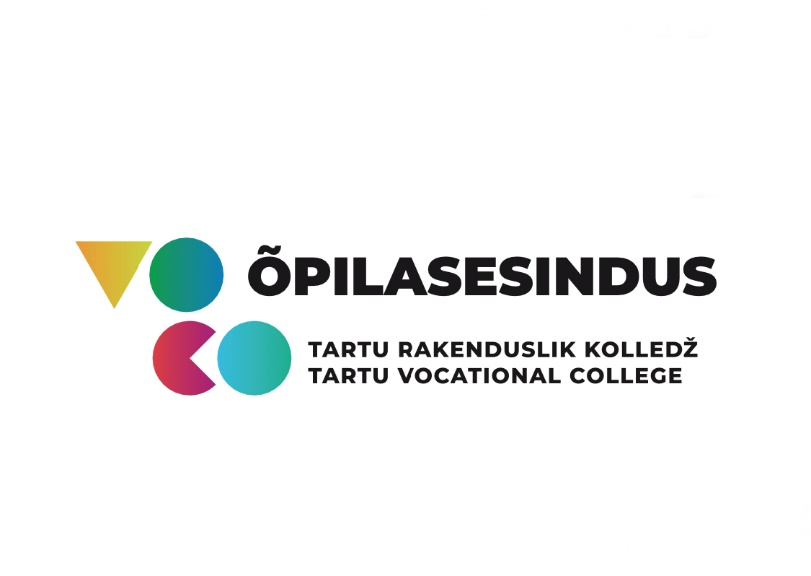 ÕPILASESINDUS
TARTU RAKENDUSLIK KOLLEDŽ
TARTU VOCATIONAL COLLEGE